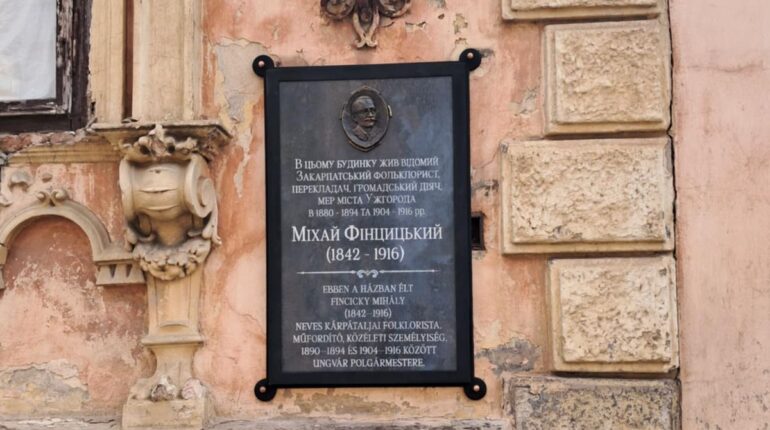 В цьому будинку жив відомий
Закарпатський фольклорист,
перекладач, громадський діяч,
мер міста Ужгорода
в 1880 - 1894 та 1904 - 1916 рр.
Міхай Фінцицький
(1842 - 1916)
EBBEN A HÁZBAN ÉLT
FINCICKY MIHÁLY
(1842-1916)
NEVES KÁRPÁTALJAI FOLKLORISTA,
MŰFORDÍTÓ, KÖZÉLETI SZEMÉLYISÉG,
1890-1894 ÉS 1904-1916 KÖZÖTT
UNGVÁR POLGÁRMESTERE.